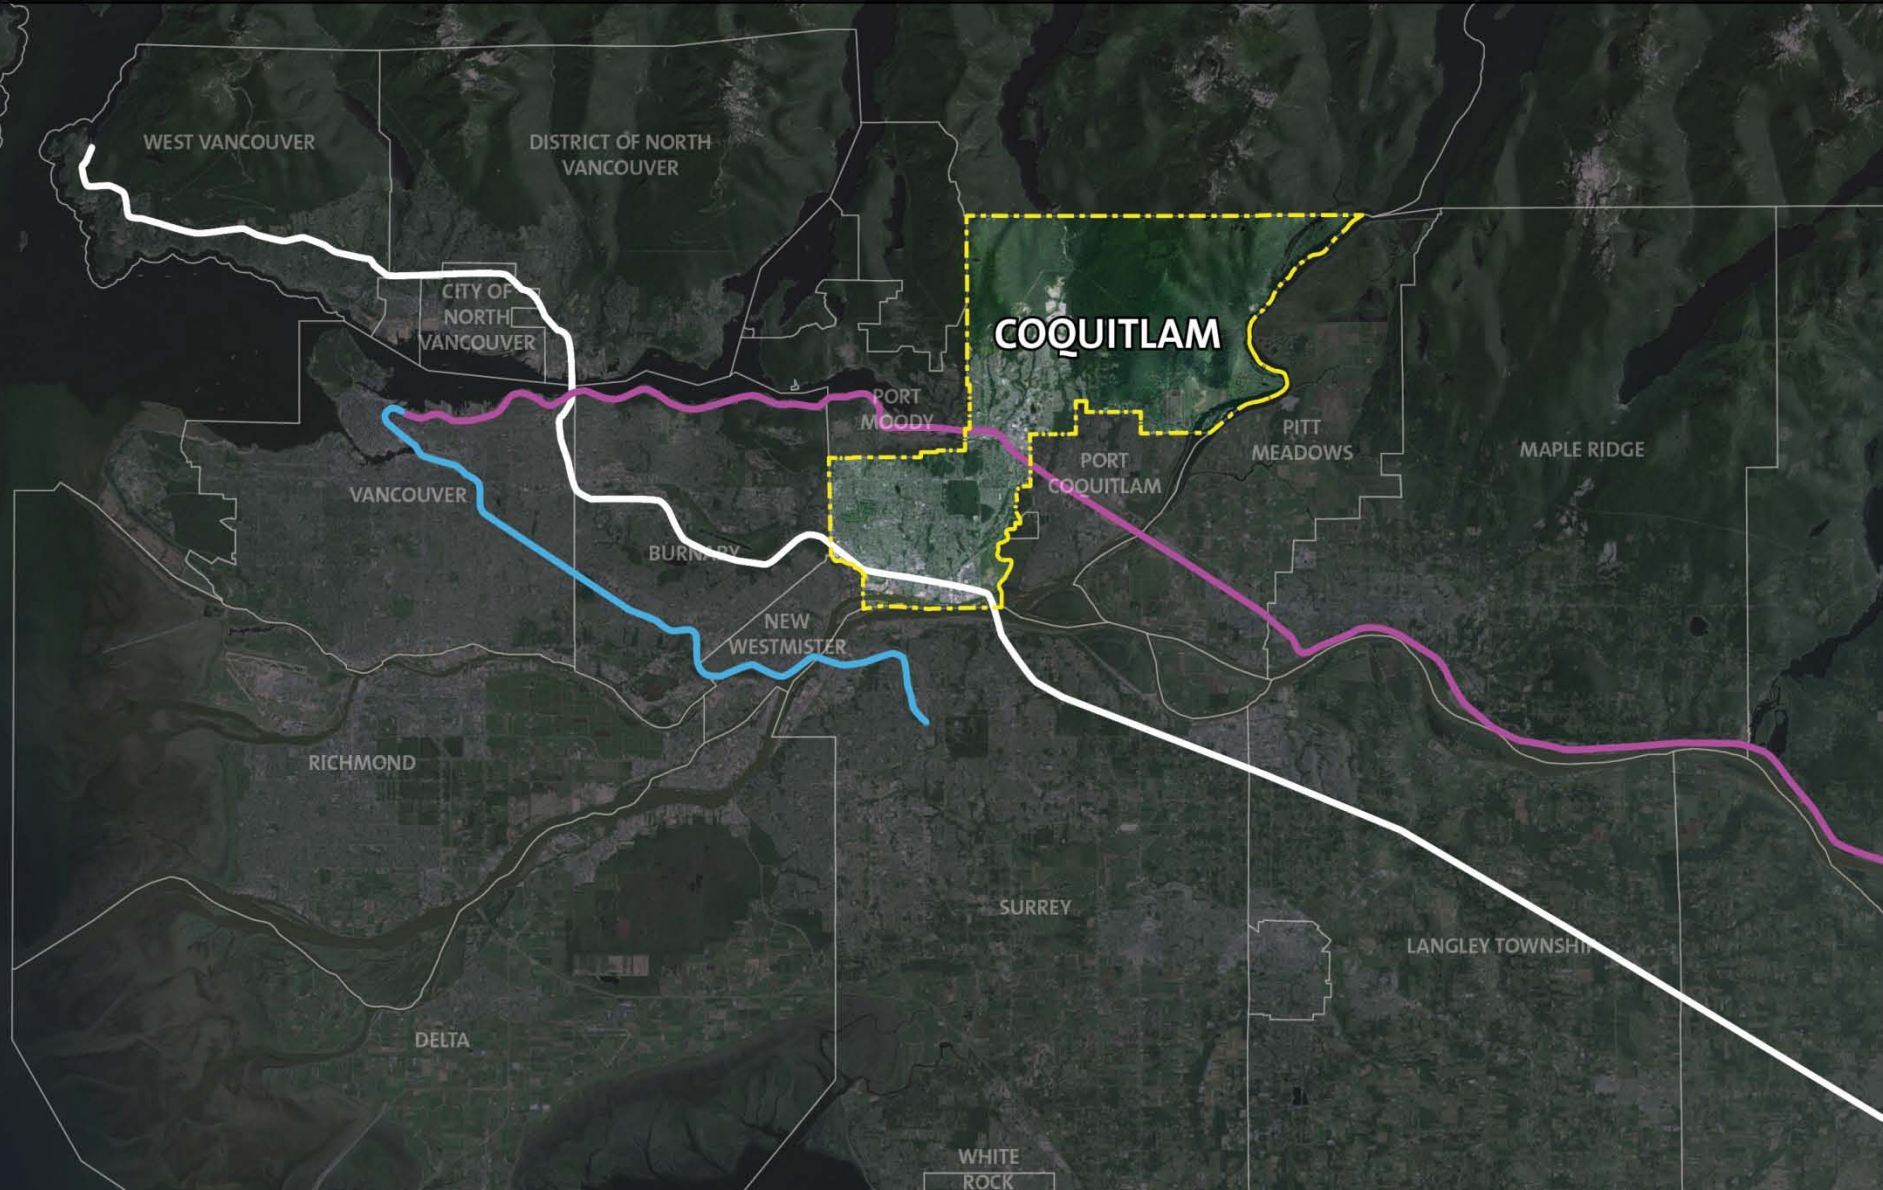 WEST VANCOUVER
DISTRICT OF NORTH
VANCOUVER
CITY OF
NORTH
VANCOUVER
COQUITLAM
PORT
MOODY
PITT
MEADOWS
MAPLE RIDGE
PORT
COQUITLAM
VANCOUVER
BURNABY
NEW
WESTMISTER
RICHMOND
SURREY
LANGLEY TOWNSHIP
DELTA
WHITE
ROCK